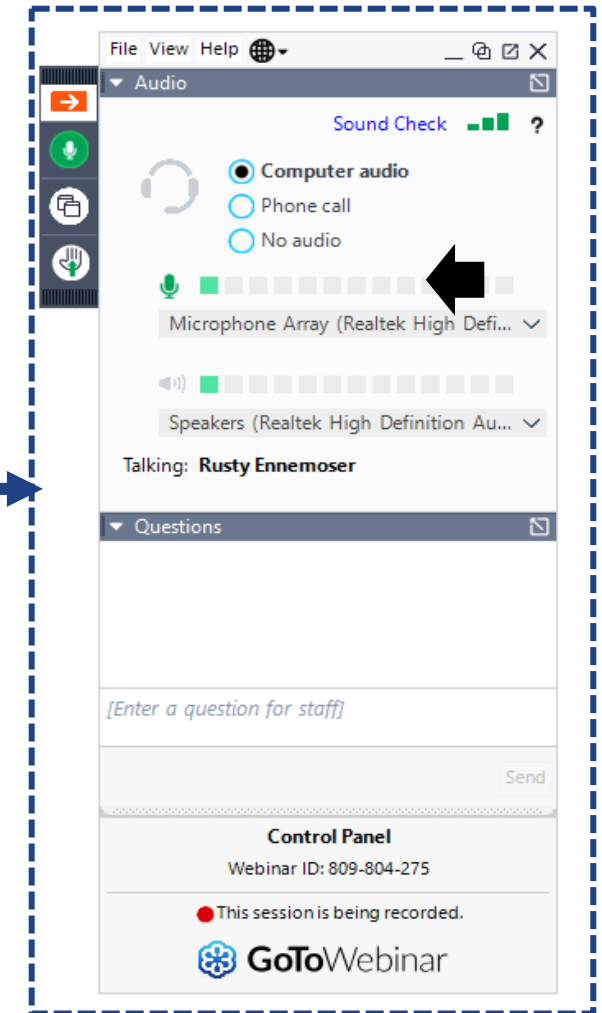 File View Help
Audio
Sound Check ?
Computer audio
Phone call
No audio
Microphone Array (Realtek High Defi...
Speakers (Realtek High Definition Au...
Talking: Rusty Ennemoser
Questions
[Enter a question for staff]
Send
Control Panel
Webinar ID: 809-804-275
This session is being recorded.
GoToWebinar